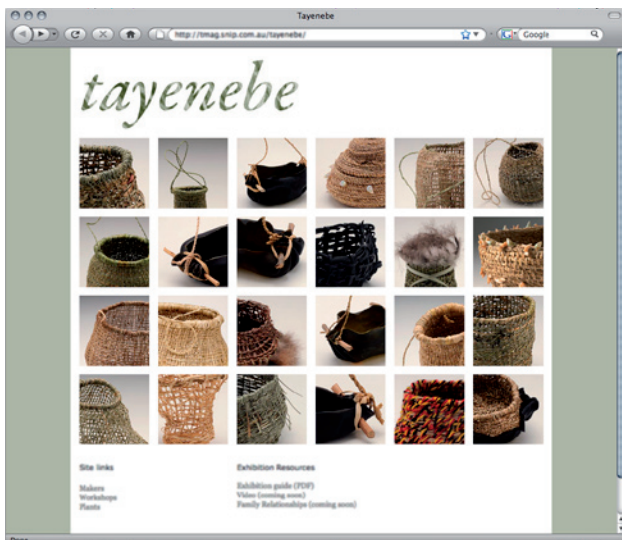 Tayenebe
http://tmag.snip.com.au/tayenebe/
Google
tayenebe
Site links
Exhibition Resources
Makers
Workshops
Plants
Exhibition guide (PDF)
Video (coming soon)
Family Relationships (coming soon)
Done